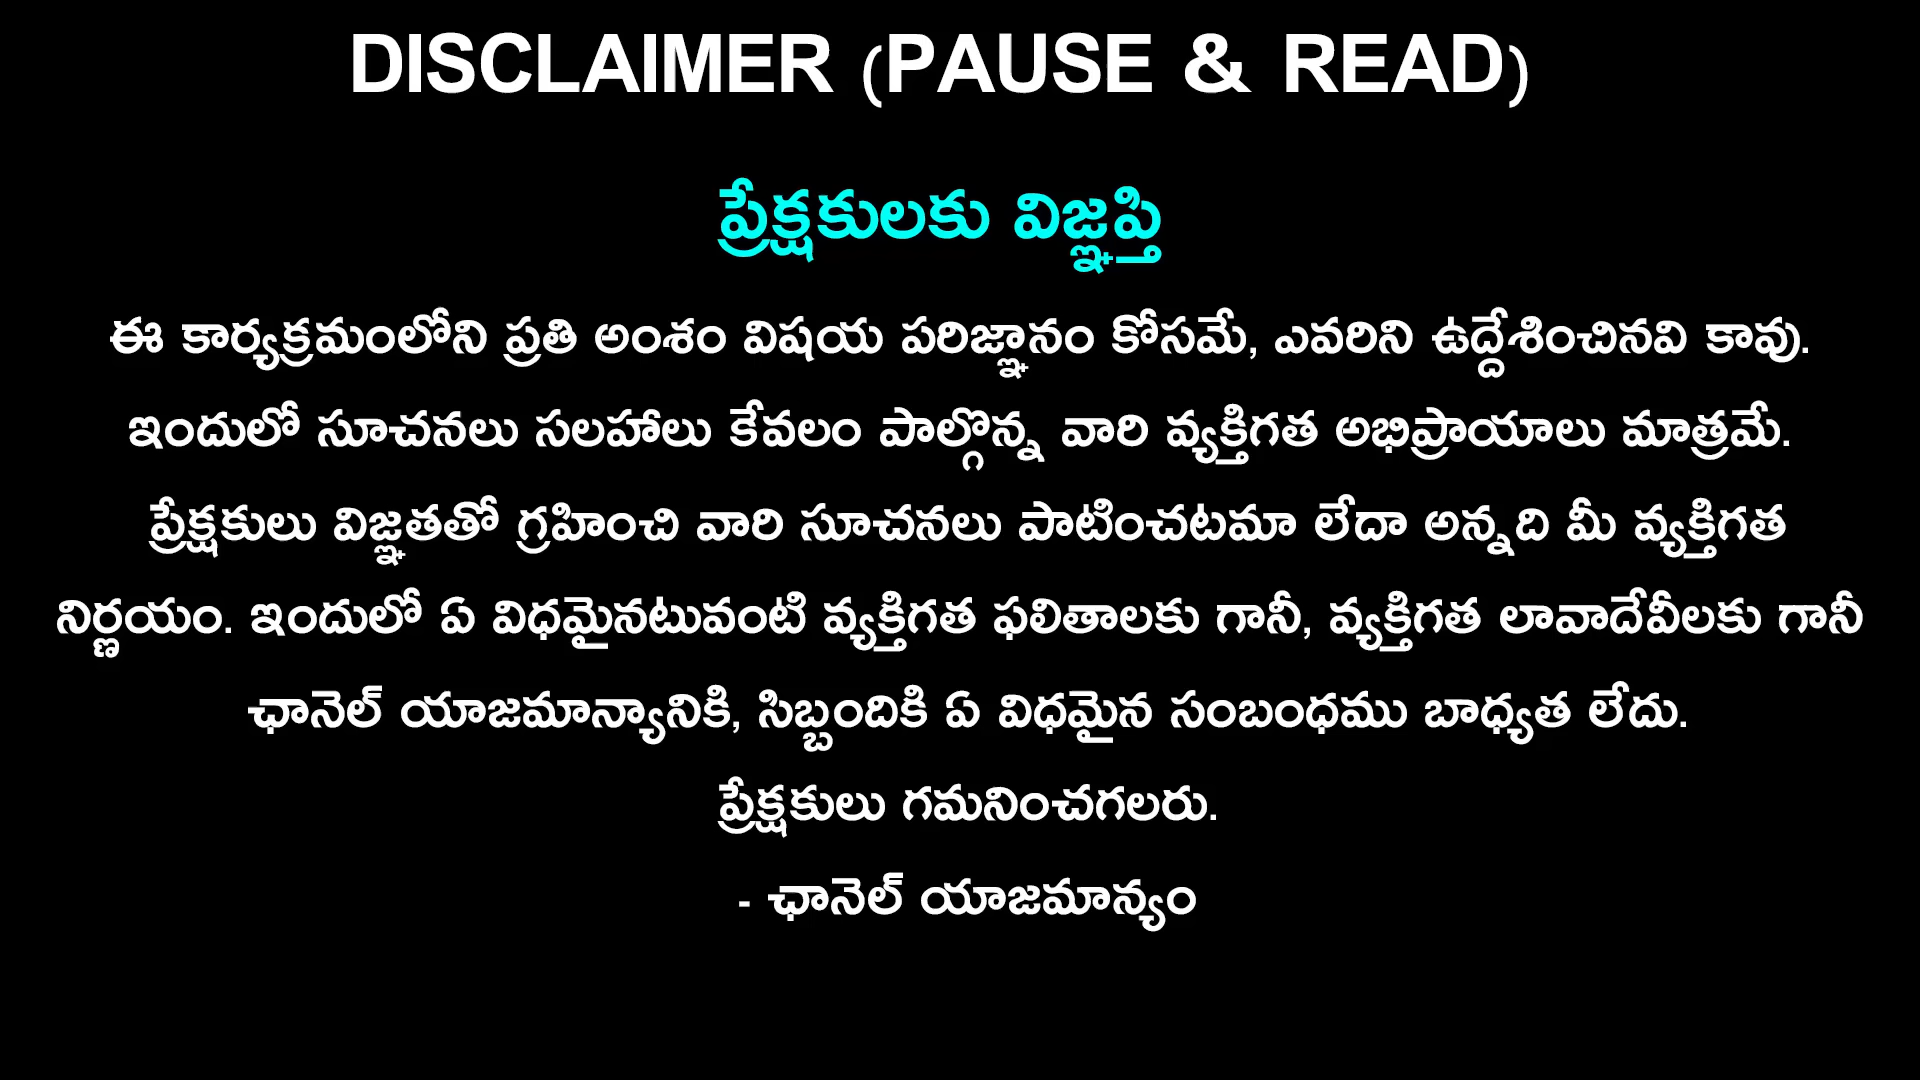 DISCLAIMER (PAUSE & READ)
ప్రేక్షకులకు విజ్ఞప్తి
ఈ కార్యక్రమంలోని ప్రతి అంశం విషయ పరిజ్ఞానం కోసమే, ఎవరిని ఉద్దేశించినవి కావు.
ఇందులో సూచనలు సలహాలు కేవలం పాల్గొన్న వారి వ్యక్తిగత అభిప్రాయాలు మాత్రమే.
ప్రేక్షకులు విజ్ఞతతో గ్రహించి వారి సూచనలు పాటించటమా లేదా అన్నది మీ వ్యక్తిగత
నిర్ణయం. ఇందులో ఏ విధమైనటువంటి వ్యక్తిగత ఫలితాలకు గానీ, వ్యక్తిగత లావాదేవీలకు గానీ
ఛానెల్ యాజమాన్యానికి, సిబ్బందికి ఏ విధమైన సంబంధము బాధ్యత లేదు.
ప్రేక్షకులు గమనించగలరు.
- ఛానెల్ యాజమాన్యం